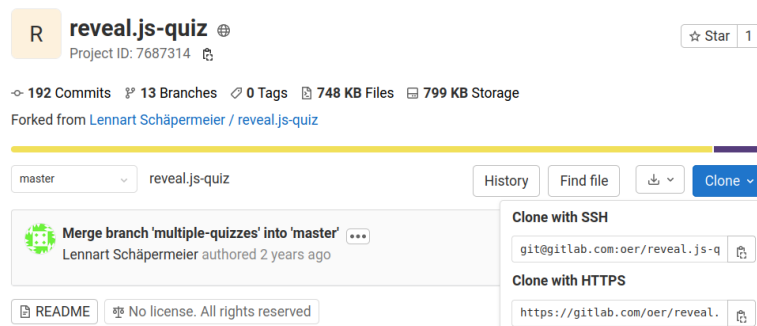 R
reveal.js-quiz
Project ID: 7687314
Star 1
192 Commits 13 Branches 0 Tags 748 KB Files 799 KB Storage
Forked from Lennart Schäpermeier / reveal.js-quiz
master reveal.js-quiz History Find file Clone
Clone with SSH
Merge branch 'multiple-quizzes' into 'master'
git@gitlab.com:oer/reveal.js-q
Lennart Schäpermeier authored 2 years ago
Clone with HTTPS
README No license. All rights reserved
https://gitlab.com/oer/reveal.